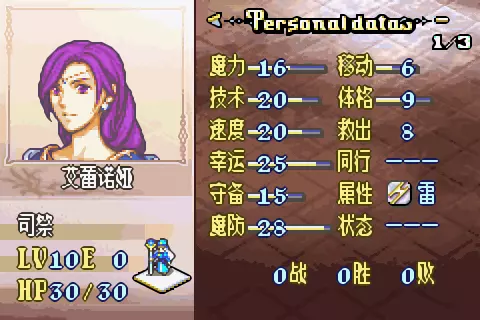 Personal data
1/3
艾雷诺娅
司祭
LV10E 0
HP30/30
魔力 16 移动 6
技术 20 体格 9
速度 20 救出 8
幸运 25 同行 ---
守备 15 属性 雷
魔防 28 状态 ---
0战 0胜 0败